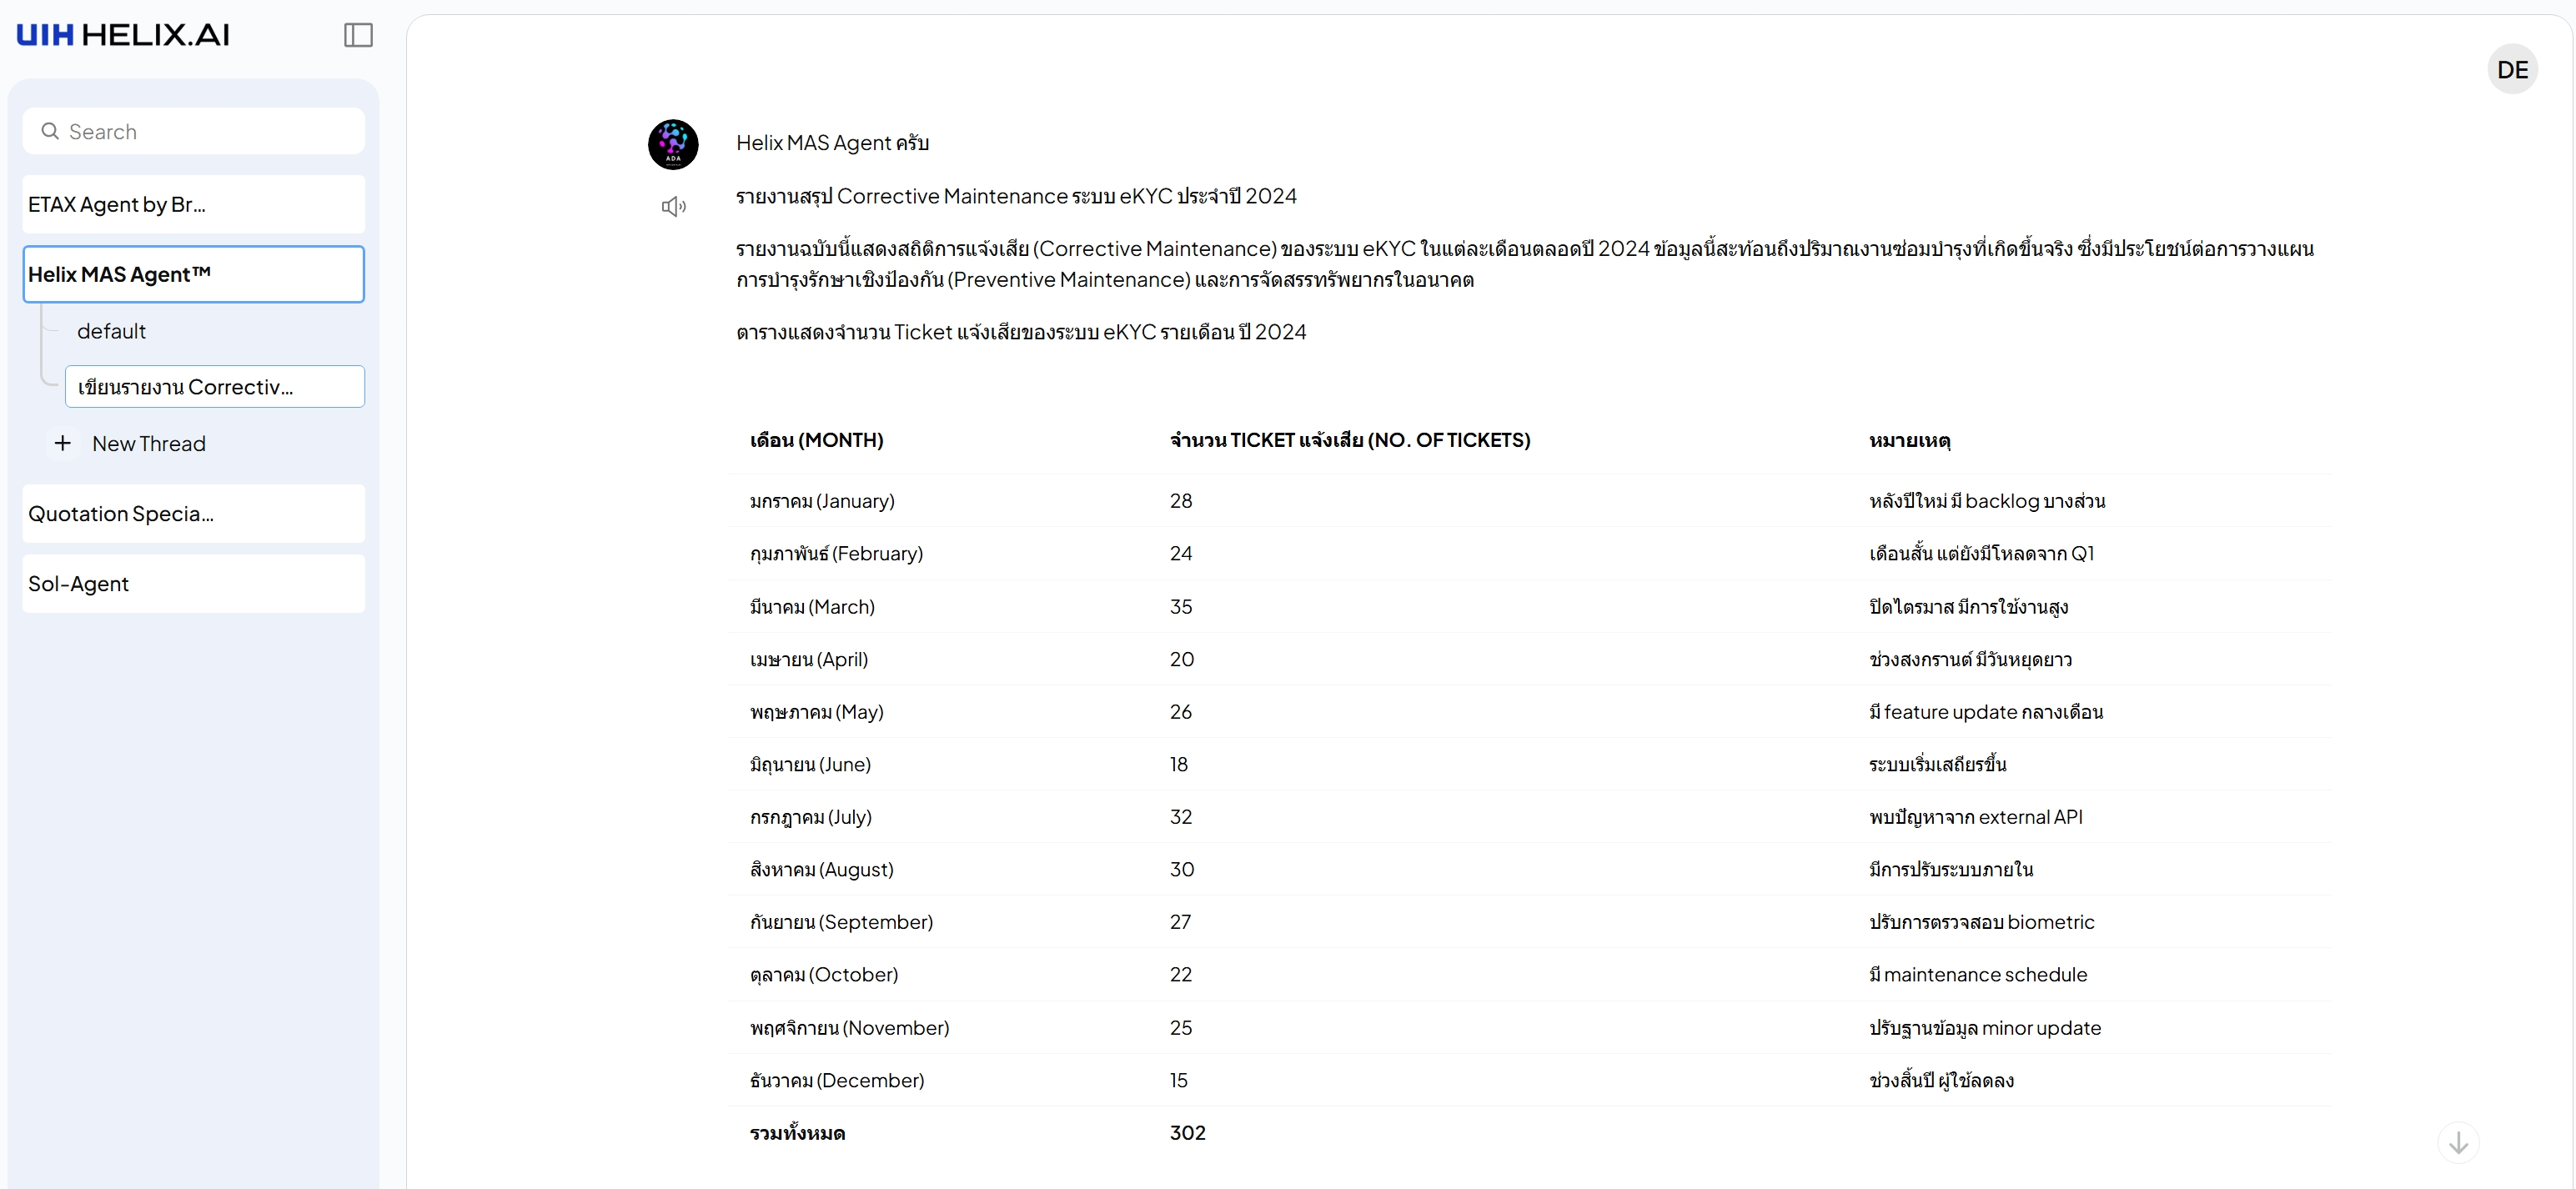 UIH HELIX.AI
Search
ETAX Agent by Br...
Helix MAS Agent™
default
เขียนรายงาน Correctiv...
New Thread
Quotation Specia...
Sol-Agent
DE
ADA
Helix MAS Agent ครับ
รายงานสรุป Corrective Maintenance ระบบ eKYC ประจำปี 2024
รายงานฉบับนี้แสดงสถิติการแจ้งเสีย (Corrective Maintenance) ของระบบ eKYC ในแต่ละเดือนตลอดปี 2024 ข้อมูลนี้สะท้อนถึงปริมาณงานซ่อมบำรุงที่เกิดขึ้นจริง ซึ่งมีประโยชน์ต่อการวางแผน
การบำรุงรักษาเชิงป้องกัน (Preventive Maintenance) และการจัดสรรทรัพยากรในอนาคต
ตารางแสดงจำนวน Ticket แจ้งเสียของระบบ eKYC รายเดือน ปี 2024
เดือน (MONTH) จำนวน TICKET แจ้งเสีย (NO. OF TICKETS) หมายเหตุ
มกราคม (January) 28 หลังปีใหม่ มี backlog บางส่วน
กุมภาพันธ์ (February) 24 เดือนสั้น แต่ยังมีโหลดจาก Q1
มีนาคม (March) 35 ปิดไตรมาส มีการใช้งานสูง
เมษายน (April) 20 ช่วงสงกรานต์ มีวันหยุดยาว
พฤษภาคม (May) 26 มี feature update กลางเดือน
มิถุนายน (June) 18 ระบบเริ่มเสถียรขึ้น
กรกฎาคม (July) 32 พบปัญหาจาก external API
สิงหาคม (August) 30 มีการปรับระบบภายใน
กันยายน (September) 27 ปรับการตรวจสอบ biometric
ตุลาคม (October) 22 มี maintenance schedule
พฤศจิกายน (November) 25 ปรับฐานข้อมูล minor update
ธันวาคม (December) 15 ช่วงสิ้นปี ผู้ใช้ลดลง
รวมทั้งหมด 302